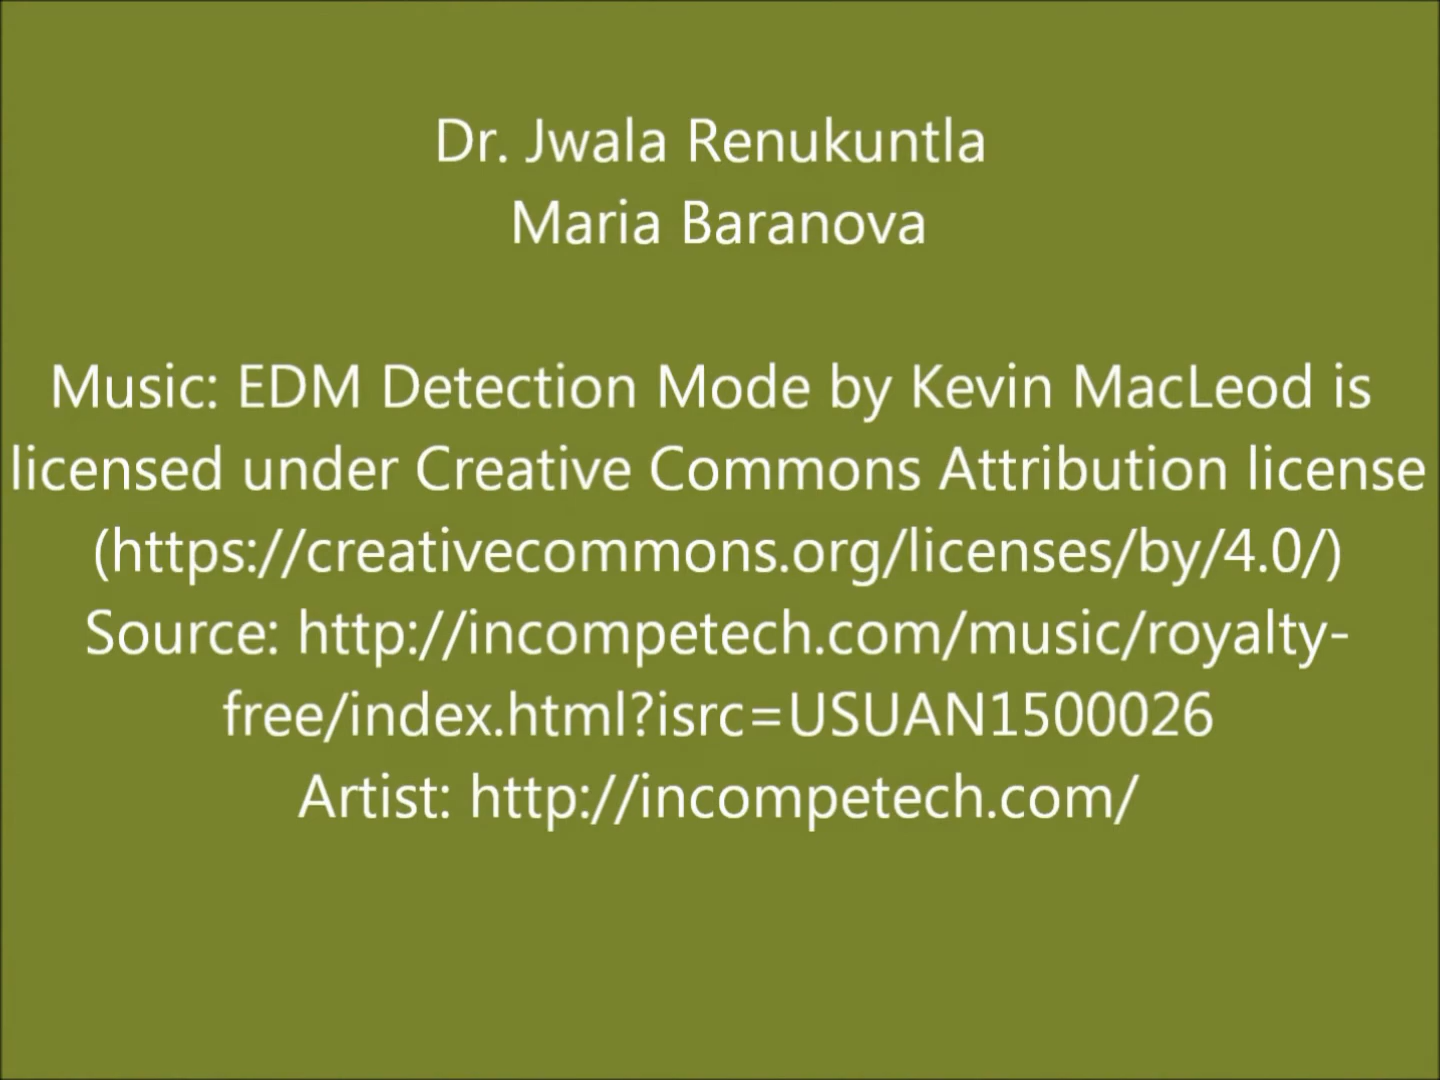 Dr. Jwala Renukuntla
Maria Baranova
Music: EDM Detection Mode by Kevin MacLeod is
licensed under Creative Commons Attribution license
(https://creativecommons.org/licenses/by/4.0/)
Source: http://incompetech.com/music/royalty-
free/index.html?isrc=USUAN1500026
Artist: http://incompetech.com/